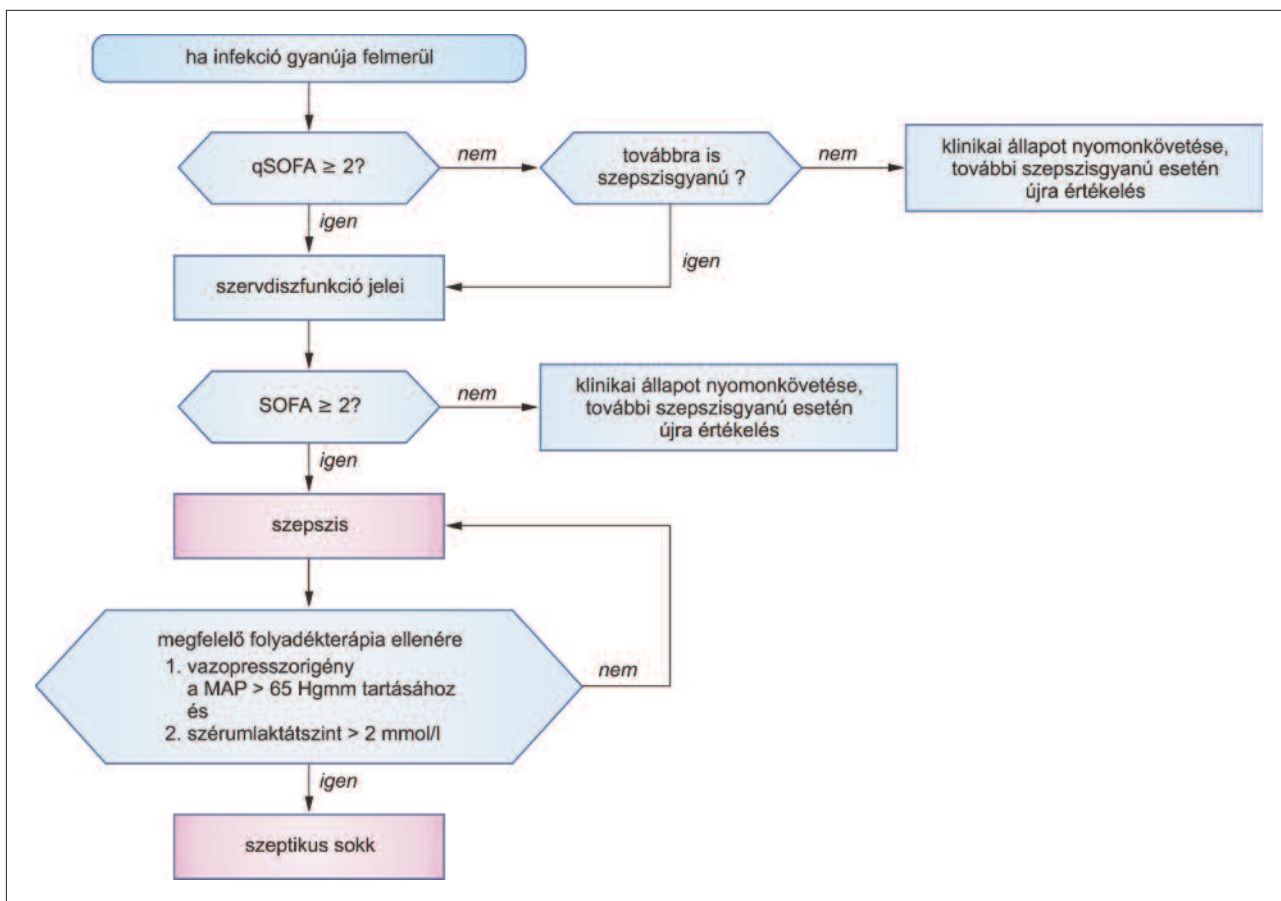 ha infekció gyanúja felmerül
qSOFA ≥ 2?
nem
továbbra is
szepszisgyanú ?
nem
klinikai állapot nyomonkövetése,
további szepszisgyanú esetén
újra értékelés
igen
igen
szervdiszfunkció jelei
SOFA ≥ 2?
nem
klinikai állapot nyomonkövetése,
további szepszisgyanú esetén
újra értékelés
igen
szepszis
megfelelő folyadékterápia ellenére
1. vazopresszorigény
a MAP > 65 Hgmm tartásához
és
2. szérumlaktátszint > 2 mmol/l
nem
igen
szeptikus sokk